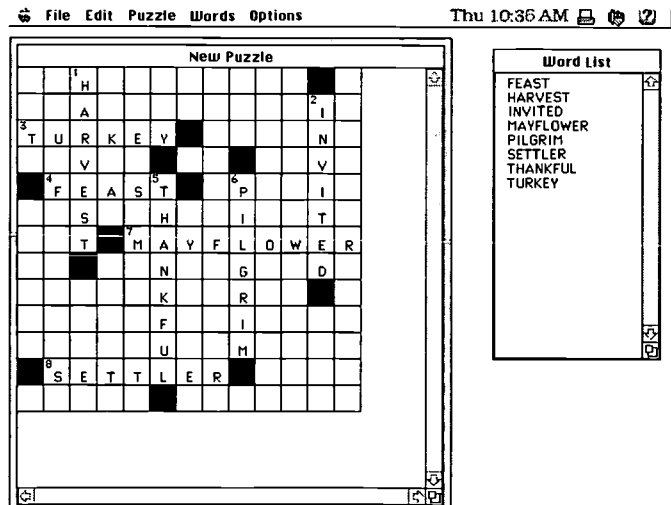 File Edit Puzzle Words Options Thu 10:36 AM
New Puzzle
1 H
A 2 I
3 T U R K E Y N
V V
4 F E A S 5 T 6 P I
S H I T
T 7 M A Y F L O W E R
N G D
K R
F I
U M
8 S E T T L E R
Word List
FEAST
HARVEST
INVITED
MAYFLOWER
PILGRIM
SETTLER
THANKFUL
TURKEY